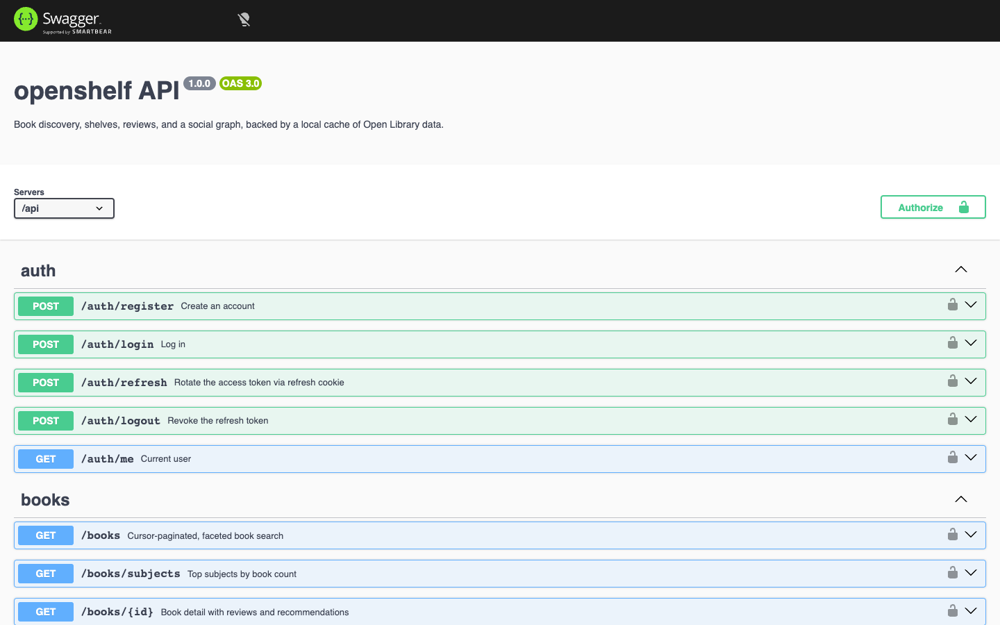 Swagger
Supported by SMARTBEAR
openshelf API 1.0.0 OAS 3.0
Book discovery, shelves, reviews, and a social graph, backed by a local cache of Open Library data.
Servers
/api
Authorize
auth
POST /auth/register Create an account
POST /auth/login Log in
POST /auth/refresh Rotate the access token via refresh cookie
POST /auth/logout Revoke the refresh token
GET /auth/me Current user
books
GET /books Cursor-paginated, faceted book search
GET /books/subjects Top subjects by book count
GET /books/{id} Book detail with reviews and recommendations